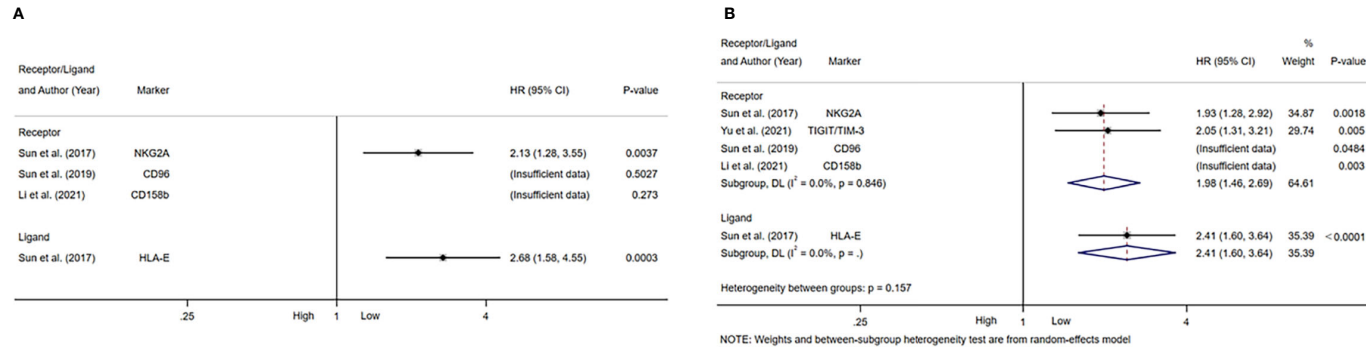 A
Receptor/Ligand
and Author (Year) Marker HR (95% CI) P-value
Receptor
Sun et al. (2017) NKG2A 2.13 (1.28, 3.55) 0.0037
Sun et al. (2019) CD96 (Insufficient data) 0.5027
Li et al. (2021) CD158b (Insufficient data) 0.273
Ligand
Sun et al. (2017) HLA-E 2.68 (1.58, 4.55) 0.0003
.25 High 1 Low 4
B
Receptor/Ligand %
and Author (Year) Marker HR (95% CI) Weight P-value
Receptor
Sun et al. (2017) NKG2A 1.93 (1.28, 2.92) 34.87 0.0018
Yu et al. (2021) TIGIT/TIM-3 2.05 (1.31, 3.21) 29.74 0.005
Sun et al. (2019) CD96 (Insufficient data) 0.0484
Li et al. (2021) CD158b (Insufficient data) 0.003
Subgroup, DL (I² = 0.0%, p = 0.846) 1.98 (1.46, 2.69) 64.61
Ligand
Sun et al. (2017) HLA-E 2.41 (1.60, 3.64) 35.39 <0.0001
Subgroup, DL (I² = 0.0%, p = .) 2.41 (1.60, 3.64) 35.39
Heterogeneity between groups: p = 0.157
.25 High 1 Low 4
NOTE: Weights and between-subgroup heterogeneity test are from random-effects model